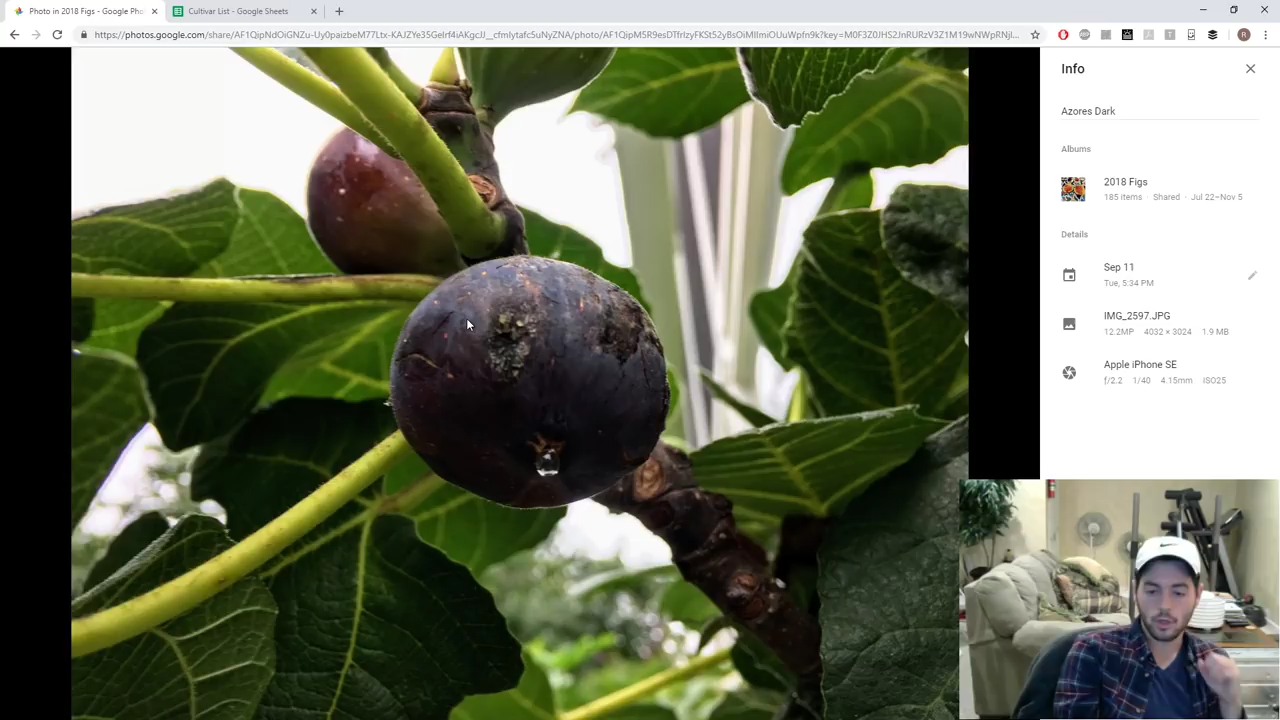 Photo in 2018 Figs - Google Pho
Cultivar List - Google Sheets
Info
Azores Dark
Albums
2018 Figs
185 items · Shared · Jul 22–Nov 5
Details
Sep 11
Tue, 5:34 PM
IMG_2597.JPG
12.2MP 4032 × 3024 1.9 MB
Apple iPhone SE
f/2.2 1/40 4.15mm ISO25